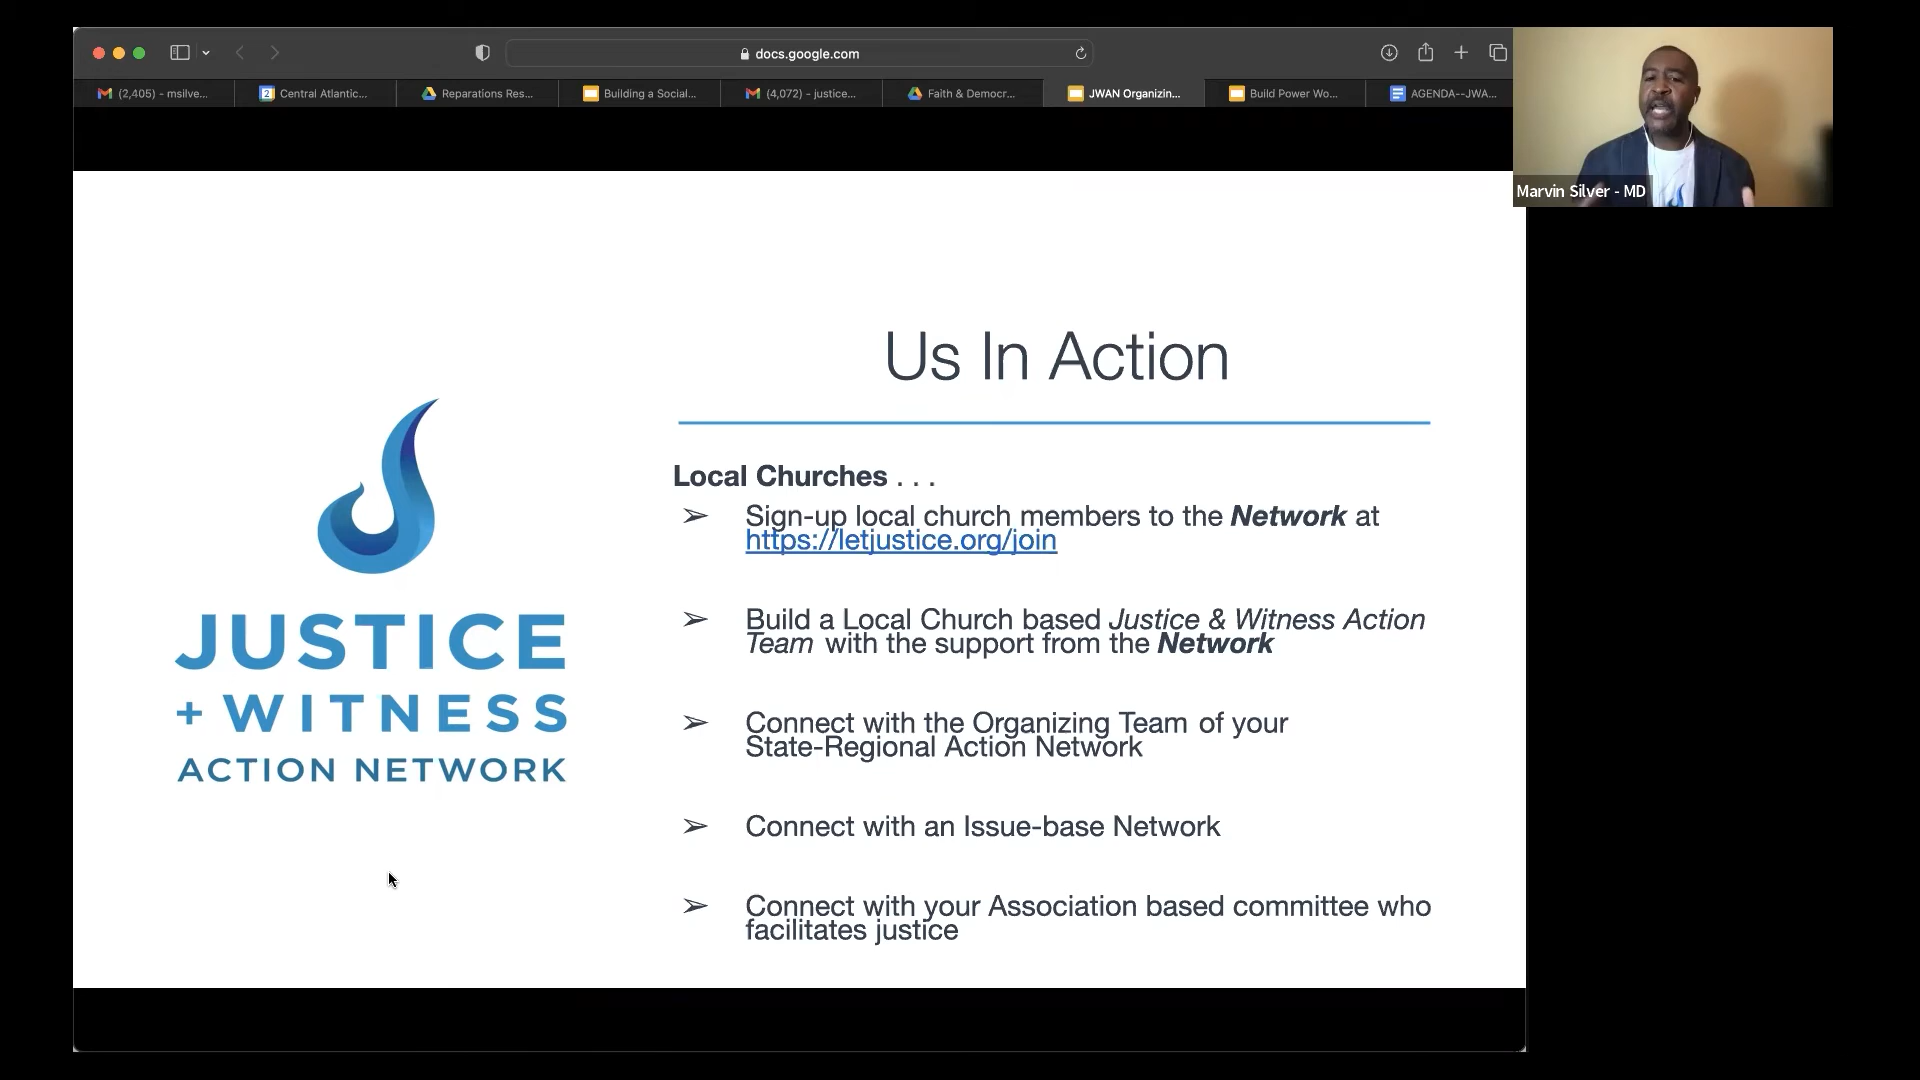 docs.google.com
(2,405) - msilve...
2
Central Atlantic...
Reparations Res...
Building a Social...
(4,072) - justice...
Faith & Democr...
JWAN Organizin...
Build Power Wo...
AGENDA--JWA...
Marvin Silver - MD
Us In Action
Local Churches . . .
➢ Sign-up local church members to the Network at
https://letjustice.org/join
➢ Build a Local Church based Justice & Witness Action
Team with the support from the Network
➢ Connect with the Organizing Team of your
State-Regional Action Network
➢ Connect with an Issue-base Network
➢ Connect with your Association based committee who
facilitates justice
JUSTICE
+ WITNESS
ACTION NETWORK